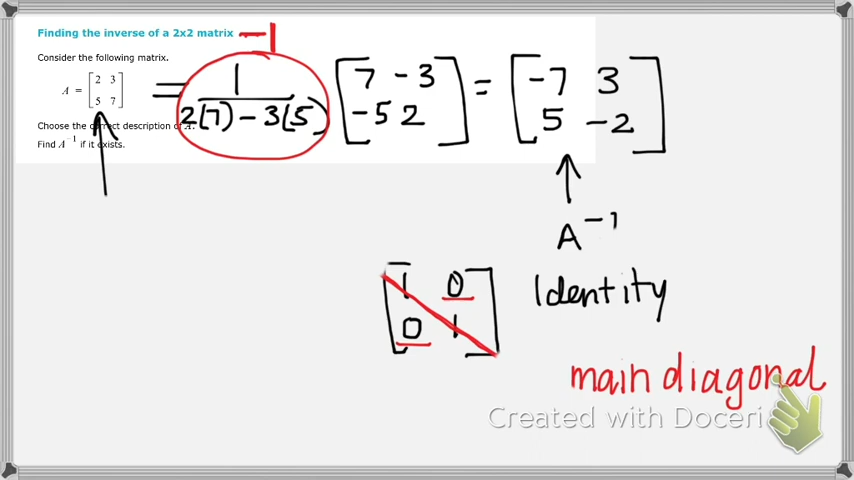 Finding the inverse of a 2x2 matrix −1
Consider the following matrix.
A = [ 2 3
5 7 ]
= 1
2(7) − 3(5)
[ 7 −3
−5 2 ]
= [ −7 3
5 −2 ]
Choose the correct description of A.
Find A⁻¹ if it exists.
A⁻¹
[ 1 0
0 1 ]
Identity
main diagonal
Created with Doceri